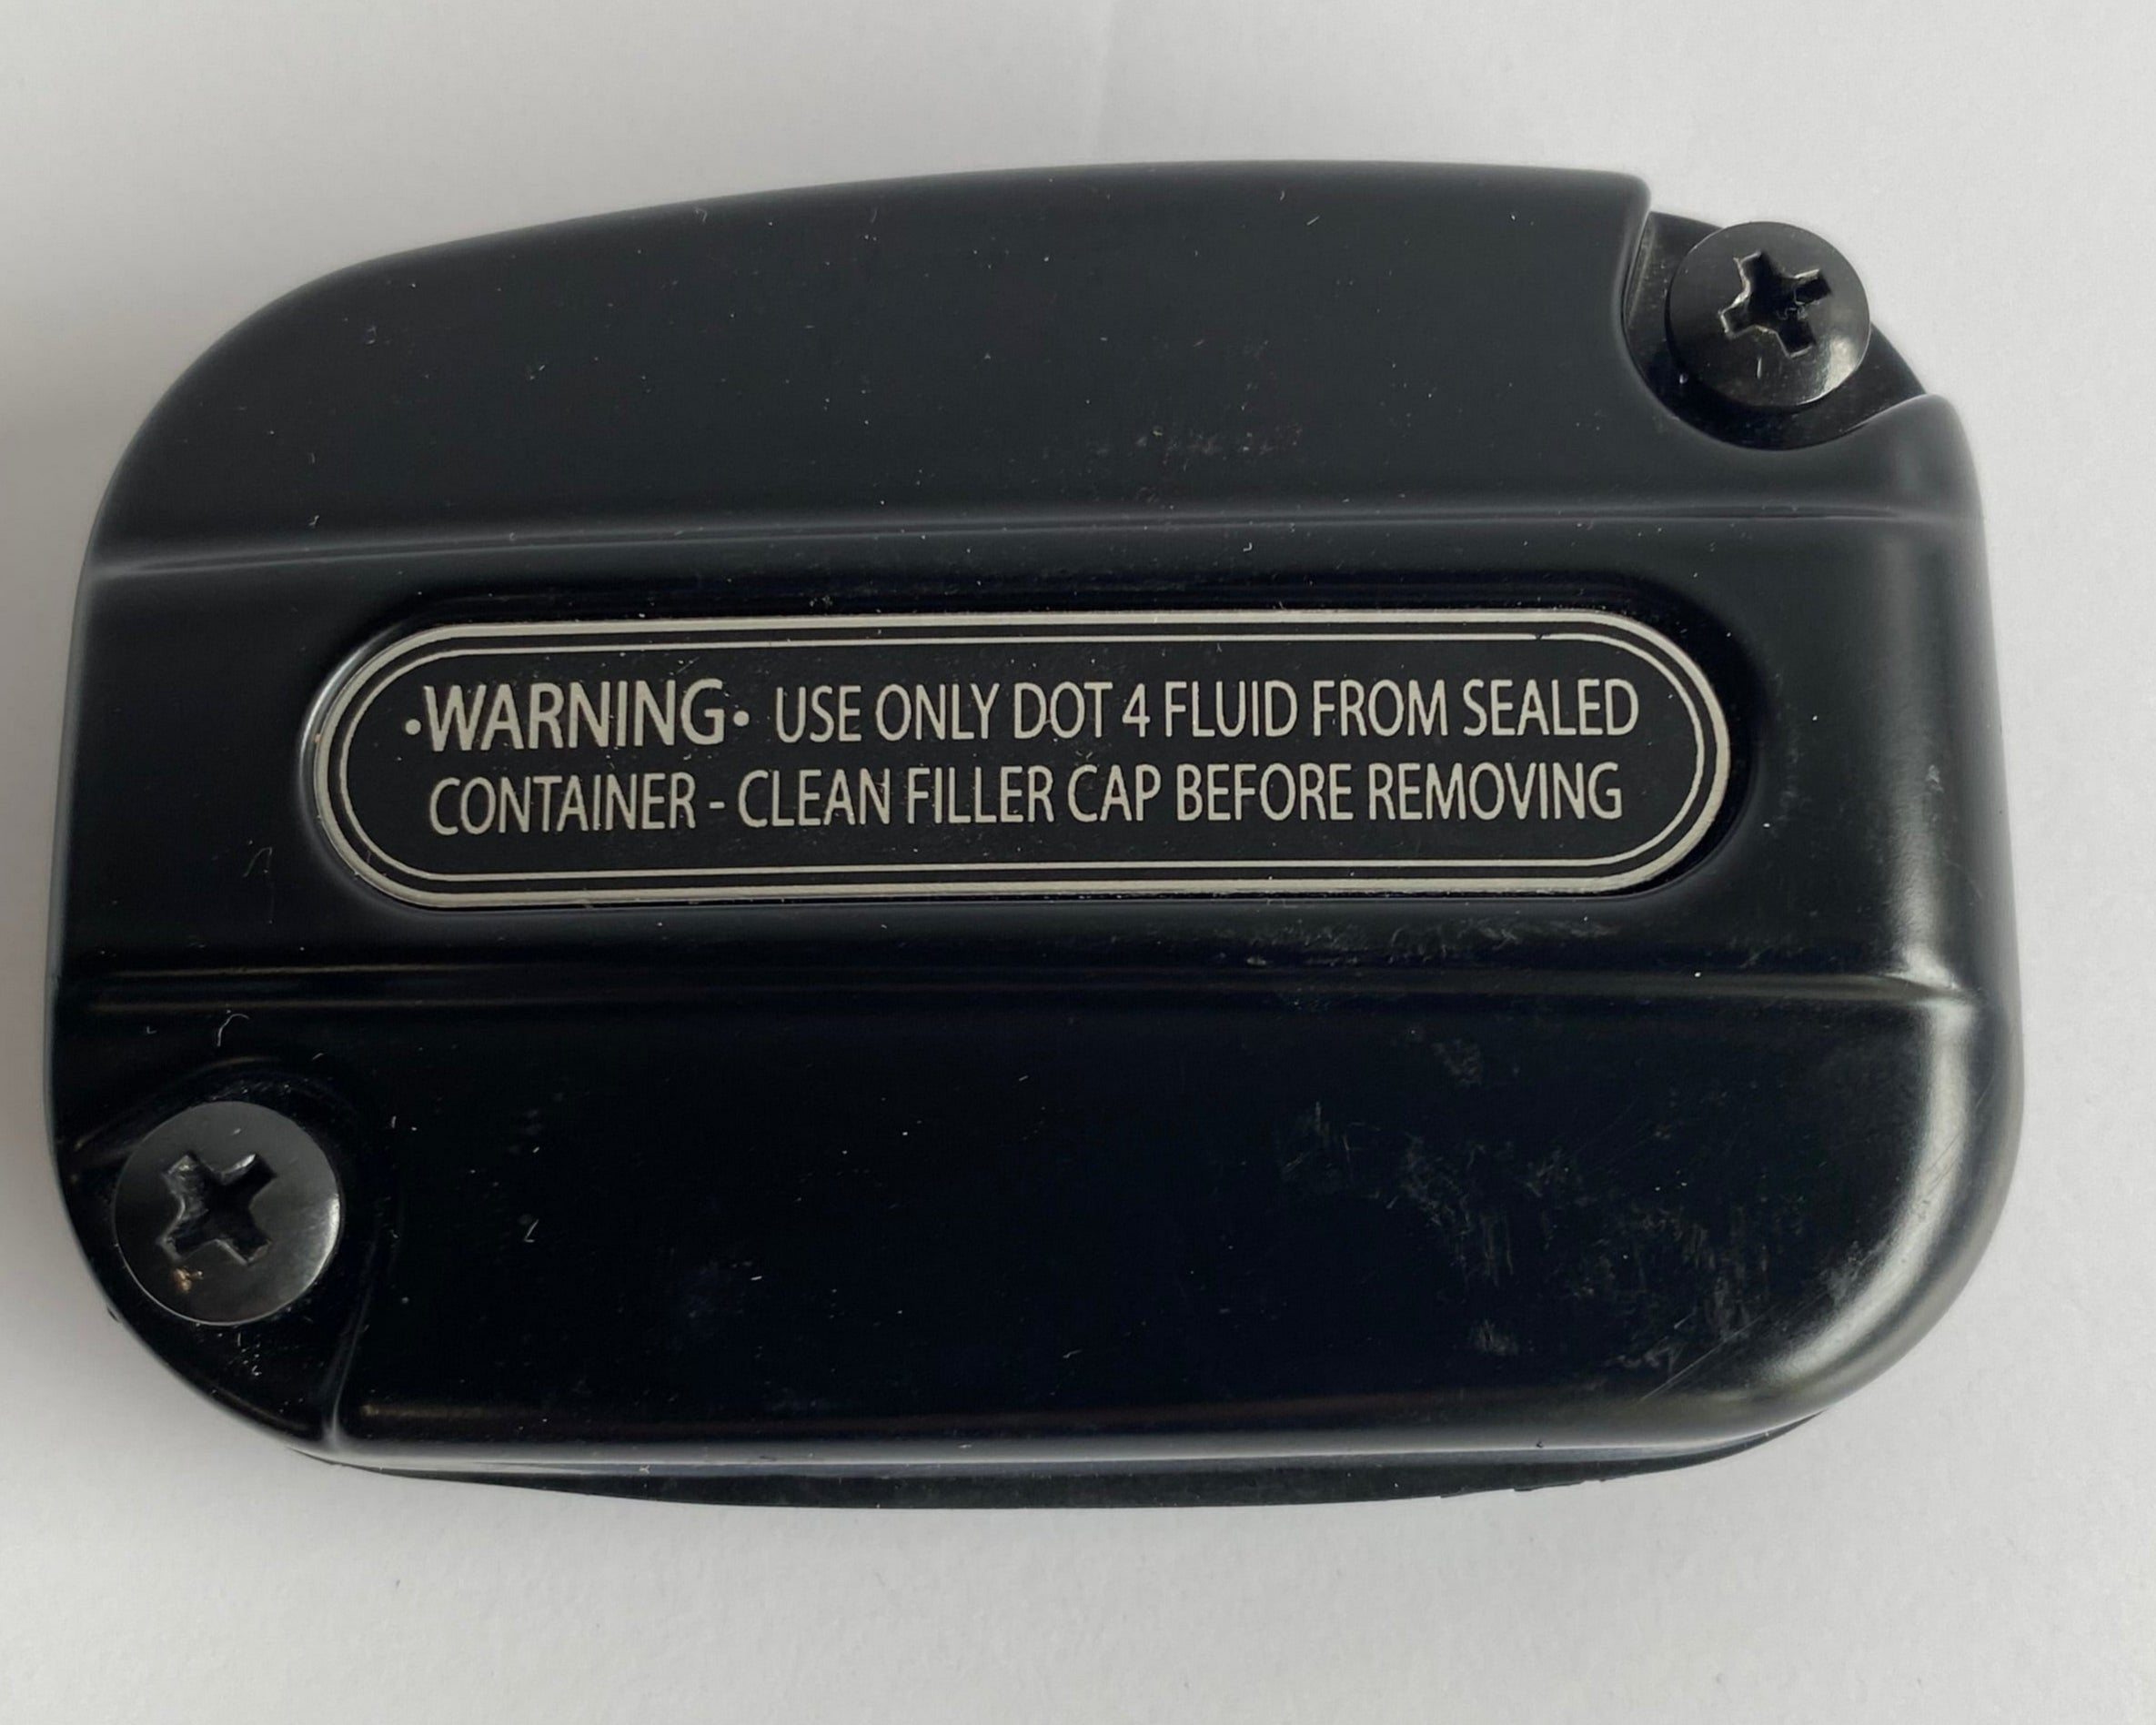 •WARNING• USE ONLY DOT 4 FLUID FROM SEALED
CONTAINER - CLEAN FILLER CAP BEFORE REMOVING